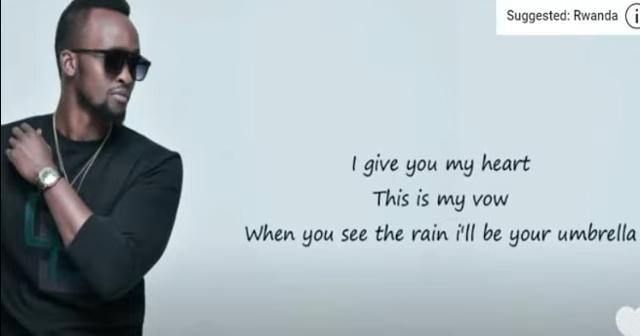 Suggested: Rwanda
I give you my heart
This is my vow
When you see the rain i'll be your umbrella